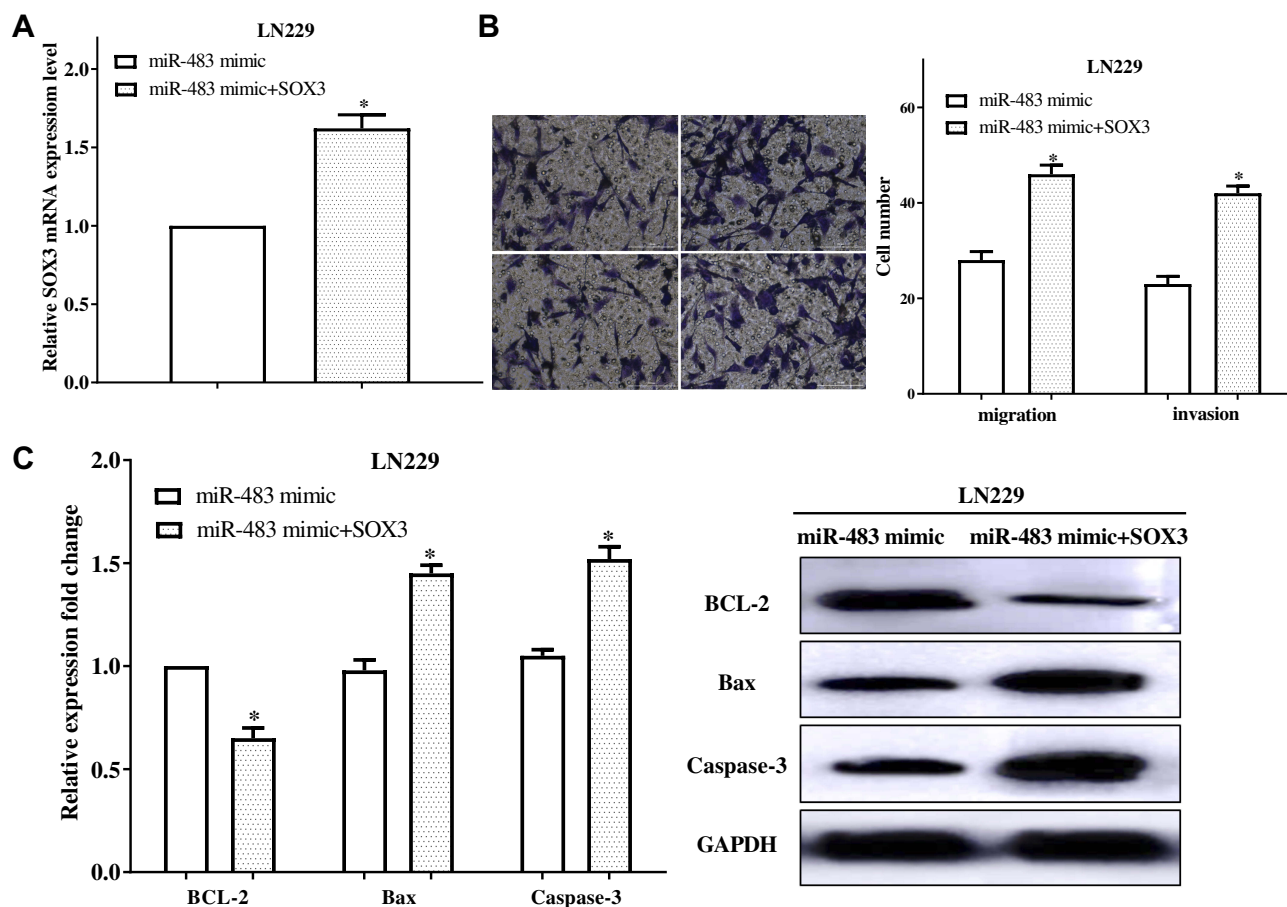 A
LN229
miR-483 mimic
miR-483 mimic+SOX3
Relative SOX3 mRNA expression level
2.0
1.5
1.0
0.5
0.0
*
B
LN229
miR-483 mimic
miR-483 mimic+SOX3
Cell number
60
40
20
0
*
*
migration
invasion
C
LN229
miR-483 mimic
miR-483 mimic+SOX3
Relative expression fold change
2.0
1.5
1.0
0.5
0.0
*
*
*
BCL-2
Bax
Caspase-3
LN229
miR-483 mimic
miR-483 mimic+SOX3
BCL-2
Bax
Caspase-3
GAPDH